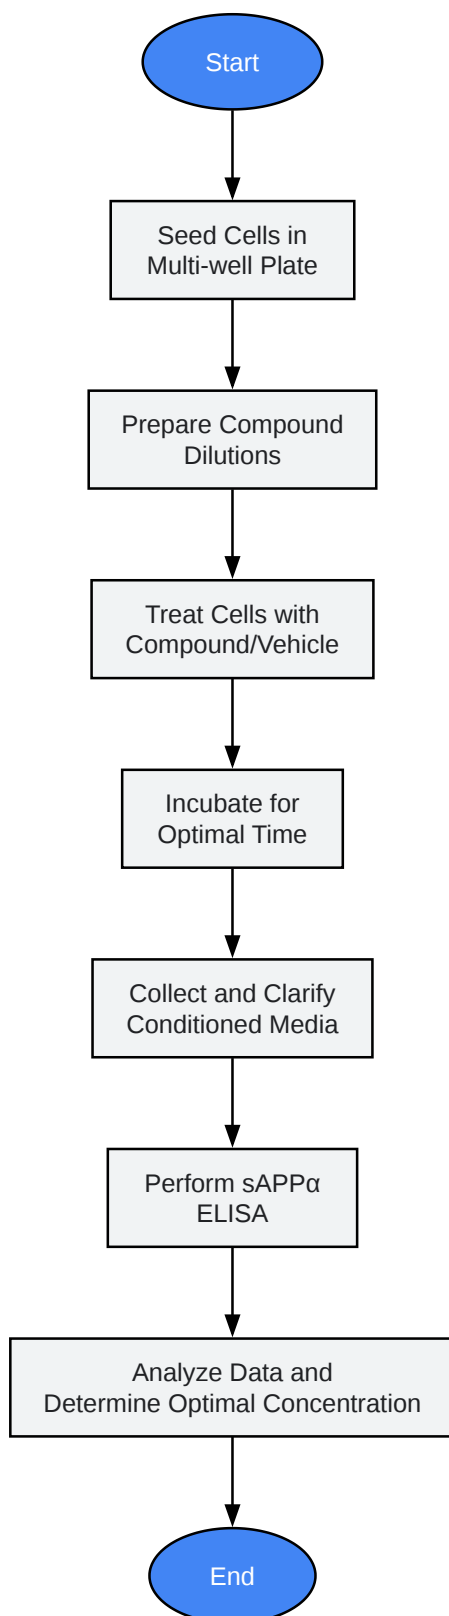 Start
Seed Cells in
Multi-well Plate
Prepare Compound
Dilutions
Treat Cells with
Compound/Vehicle
Incubate for
Optimal Time
Collect and Clarify
Conditioned Media
Perform sAPPα
ELISA
Analyze Data and
Determine Optimal Concentration
End